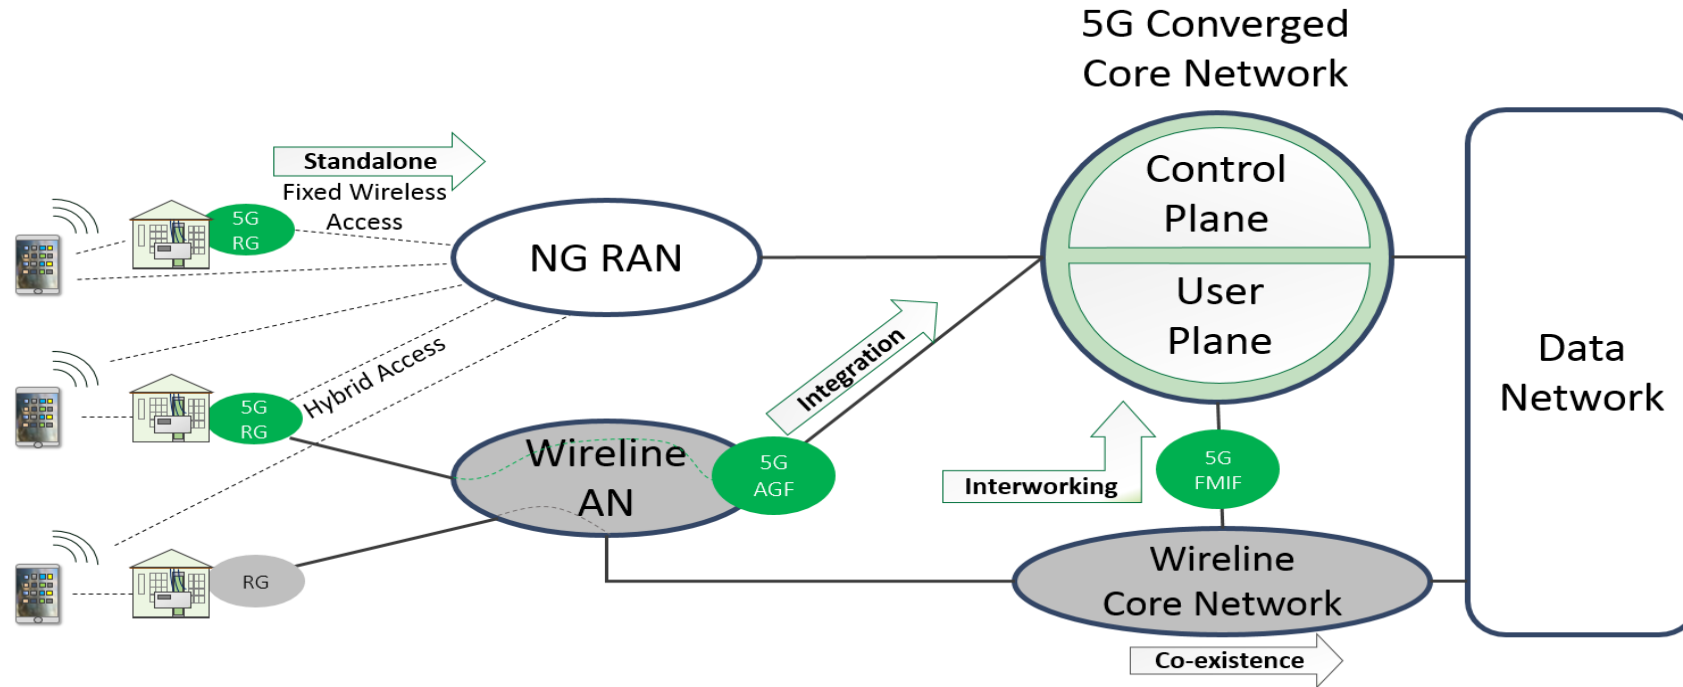 5G Converged
Core Network
Control
Plane
User
Plane
Standalone
Fixed Wireless
Access
5G
RG
NG RAN
Data
Network
Integration
Hybrid Access
5G
RG
Wireline
AN
5G
AGF
Interworking
5G
FMIF
RG
Wireline
Core Network
Co-existence